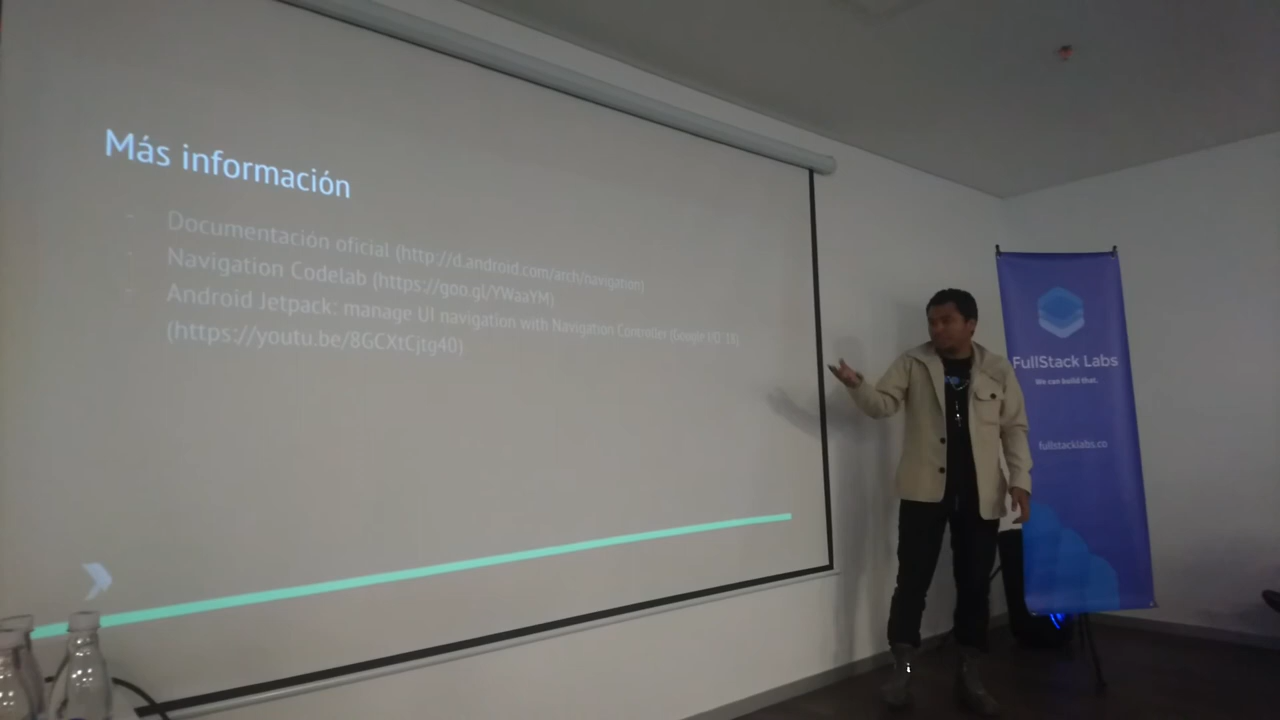 Más información
Documentación oficial (http://d.android.com/arch/navigation)
Navigation Codelab (https://goo.gl/YWaaYM)
Android Jetpack: manage UI navigation with Navigation Controller (Google I/O '18)
(https://youtu.be/8GCXtCjtg40)
FullStack Labs
We can build that.
fullstacklabs.co